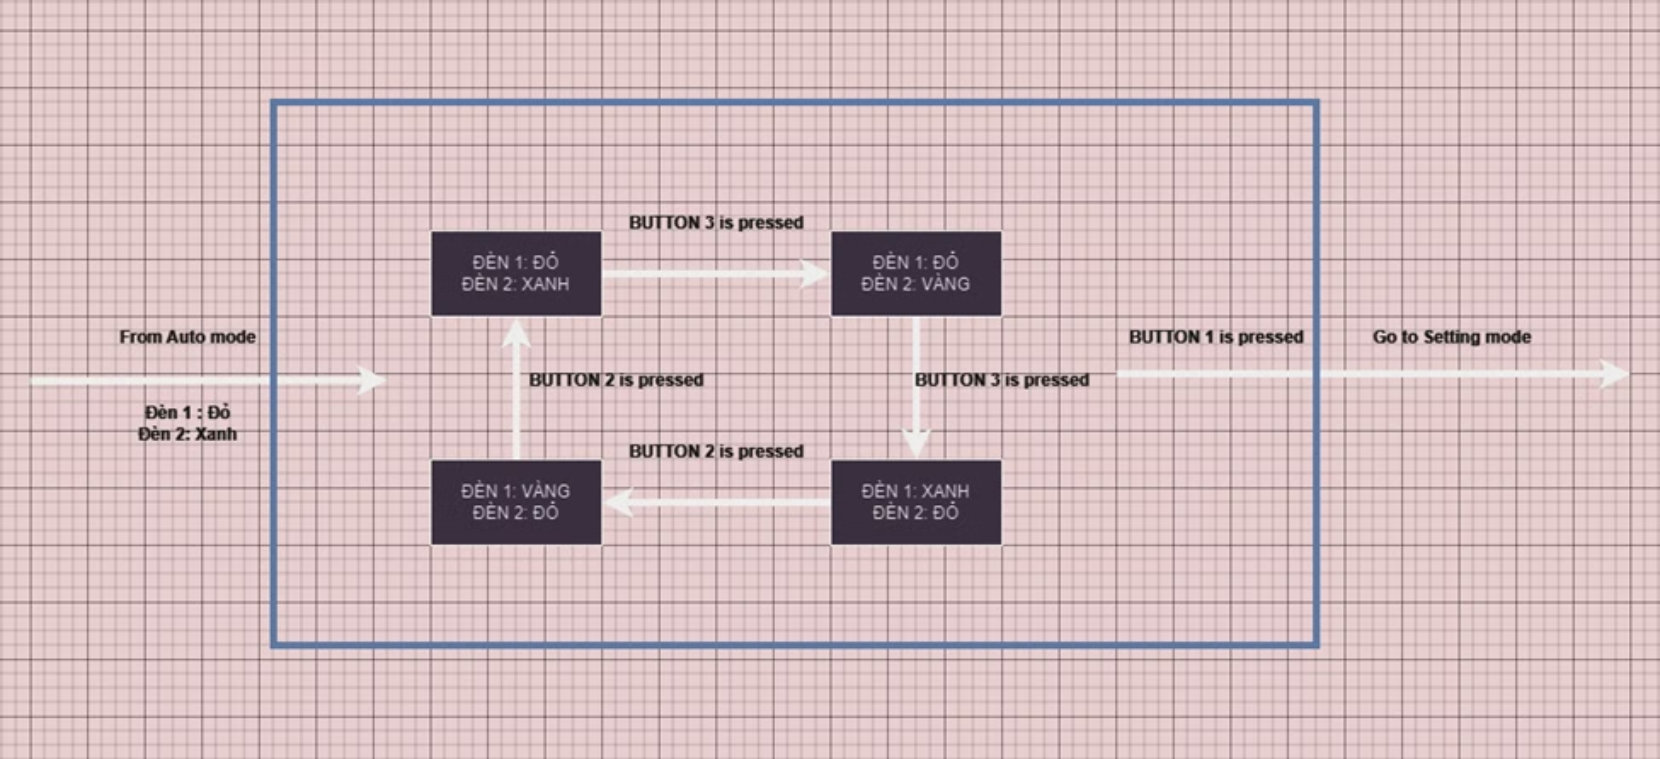 BUTTON 3 is pressed
ĐÈN 1: ĐỎ
ĐÈN 2: XANH
ĐÈN 1: ĐỎ
ĐÈN 2: VÀNG
From Auto mode
BUTTON 1 is pressed
Go to Setting mode
BUTTON 2 is pressed
BUTTON 3 is pressed
Đèn 1 : Đỏ
Đèn 2: Xanh
BUTTON 2 is pressed
ĐÈN 1: VÀNG
ĐÈN 2: ĐỎ
ĐÈN 1: XANH
ĐÈN 2: ĐỎ